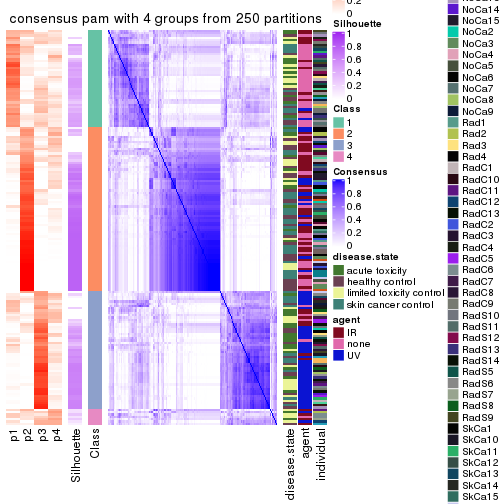 consensus pam with 4 groups from 250 partitions
p1
p2
p3
p4
Silhouette
Class
disease.state
agent
individual
0.2
0
Silhouette
1
0.8
0.6
0.4
0.2
0
Class
1
2
3
4
Consensus
1
0.8
0.6
0.4
0.2
0
disease.state
acute toxicity
healthy control
limited toxicity control
skin cancer control
agent
IR
none
UV
NoCa14
NoCa15
NoCa2
NoCa3
NoCa4
NoCa5
NoCa6
NoCa7
NoCa8
NoCa9
Rad1
Rad2
Rad3
Rad4
RadC1
RadC10
RadC11
RadC12
RadC13
RadC2
RadC3
RadC4
RadC5
RadC6
RadC7
RadC8
RadC9
RadS10
RadS11
RadS12
RadS13
RadS14
RadS5
RadS6
RadS7
RadS8
RadS9
SkCa1
SkCa10
SkCa11
SkCa12
SkCa13
SkCa14
SkCa15